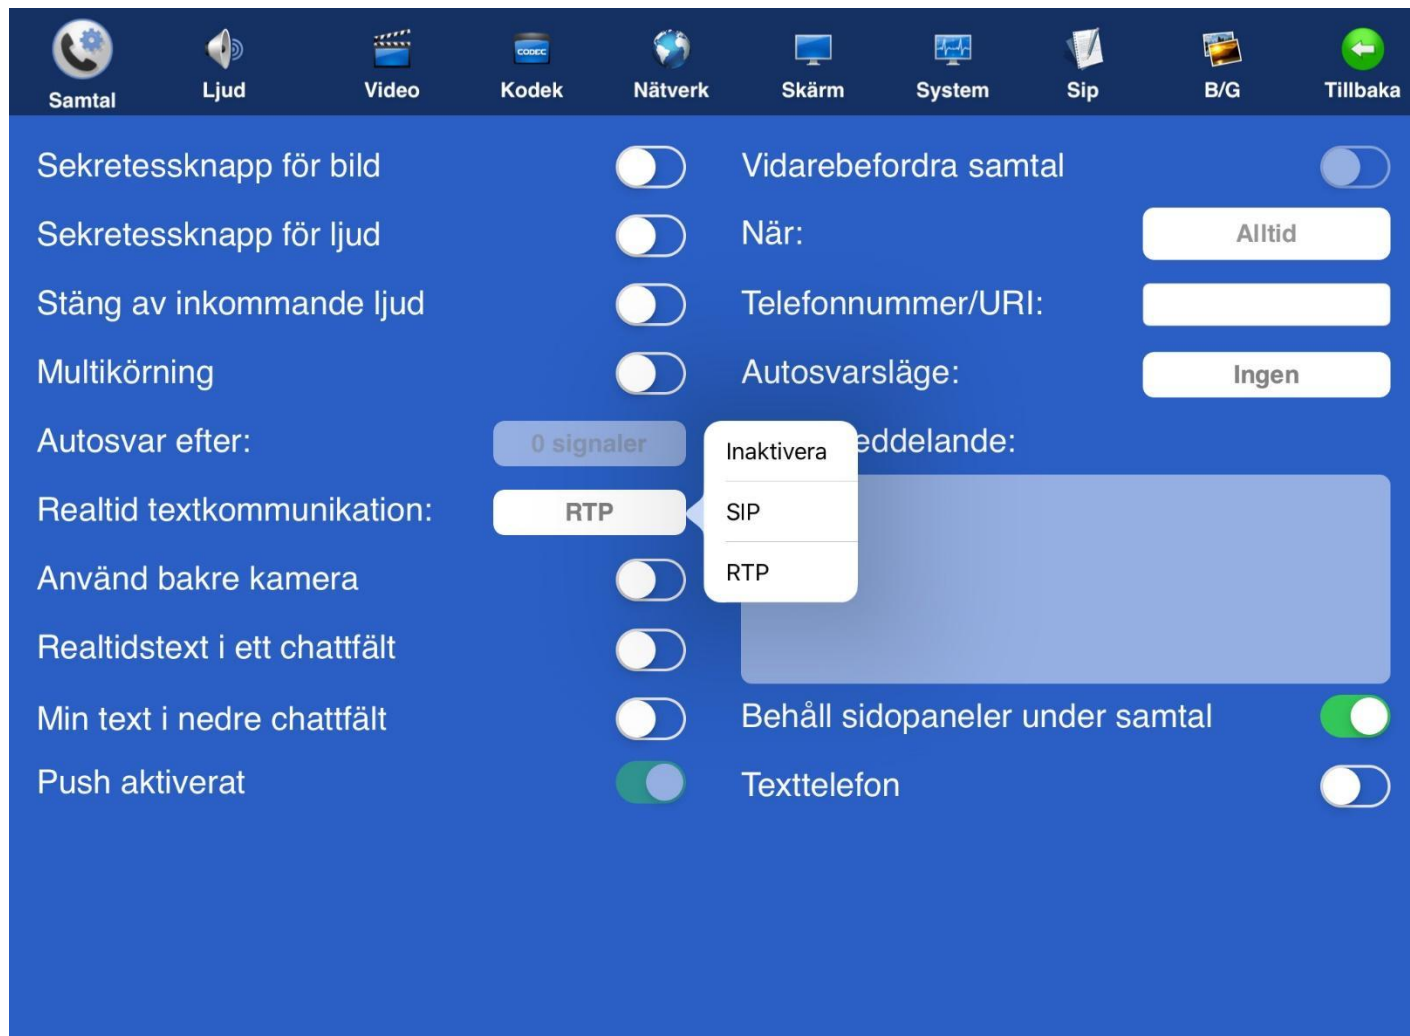 CODEC
Samtal
Ljud
Video
Kodek
Nätverk
Skärm
System
Sip
B/G
Tillbaka
Sekretessknapp för bild
Sekretessknapp för ljud
Stäng av inkommande ljud
Multikörning
Autosvar efter: 0 signaler
Realtid textkommunikation: RTP
Använd bakre kamera
Realtidstext i ett chattfält
Min text i nedre chattfält
Push aktiverat
Inaktivera
SIP
RTP
Vidarebefordra samtal
När: Alltid
Telefonnummer/URI:
Autosvarsläge: Ingen
eddelande:
Behåll sidopaneler under samtal
Texttelefon